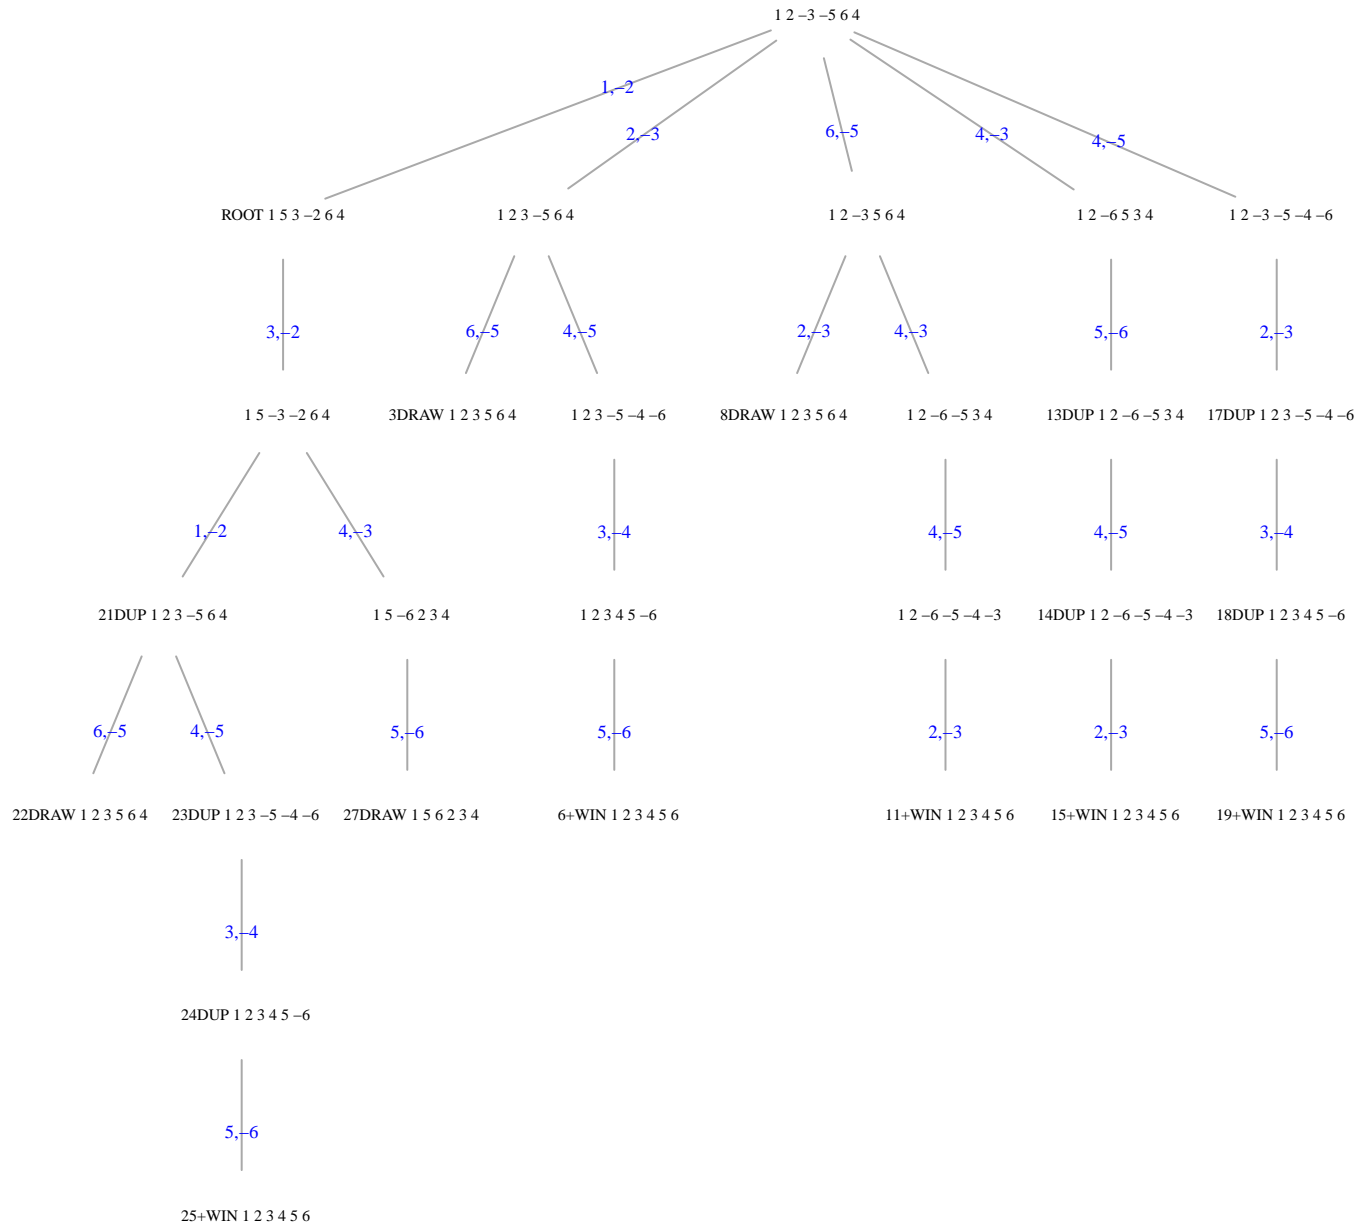 1 2 −3 −5 6 4
1,−2
2,−3
6,−5
4,−3
4,−5
ROOT 1 5 3 −2 6 4
1 2 3 −5 6 4
1 2 −3 5 6 4
1 2 −6 5 3 4
1 2 −3 −5 −4 −6
3,−2
6,−5
4,−5
2,−3
4,−3
5,−6
2,−3
1 5 −3 −2 6 4
3DRAW 1 2 3 5 6 4
1 2 3 −5 −4 −6
8DRAW 1 2 3 5 6 4
1 2 −6 −5 3 4
13DUP 1 2 −6 −5 3 4
17DUP 1 2 3 −5 −4 −6
1,−2
4,−3
3,−4
4,−5
4,−5
3,−4
21DUP 1 2 3 −5 6 4
1 5 −6 2 3 4
1 2 3 4 5 −6
1 2 −6 −5 −4 −3
14DUP 1 2 −6 −5 −4 −3
18DUP 1 2 3 4 5 −6
6,−5
4,−5
5,−6
5,−6
2,−3
2,−3
5,−6
22DRAW 1 2 3 5 6 4
23DUP 1 2 3 −5 −4 −6
27DRAW 1 5 6 2 3 4
6+WIN 1 2 3 4 5 6
11+WIN 1 2 3 4 5 6
15+WIN 1 2 3 4 5 6
19+WIN 1 2 3 4 5 6
3,−4
24DUP 1 2 3 4 5 −6
5,−6
25+WIN 1 2 3 4 5 6